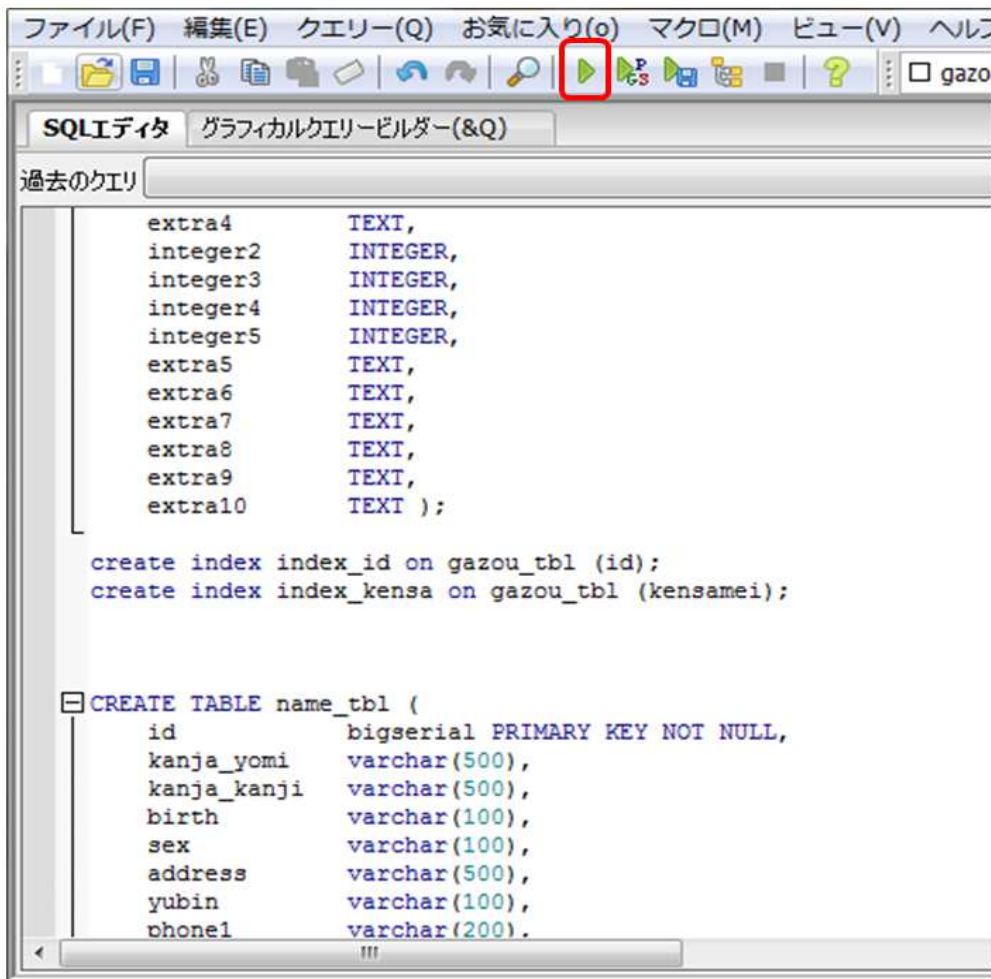 ファイル(F) 編集(E) クエリー(Q) お気に入り(o) マクロ(M) ビュー(V) ヘルプ
P
GS
gazo
SQLエディタ グラフィカルクエリービルダー(&Q)
過去のクエリ
extra4 TEXT,
integer2 INTEGER,
integer3 INTEGER,
integer4 INTEGER,
integer5 INTEGER,
extra5 TEXT,
extra6 TEXT,
extra7 TEXT,
extra8 TEXT,
extra9 TEXT,
extra10 TEXT );
create index index_id on gazou_tbl (id);
create index index_kensa on gazou_tbl (kensamei);
CREATE TABLE name_tbl (
id bigserial PRIMARY KEY NOT NULL,
kanja_yomi varchar(500),
kanja_kanji varchar(500),
birth varchar(100),
sex varchar(100),
address varchar(500),
yubin varchar(100),
phone1 varchar(200),